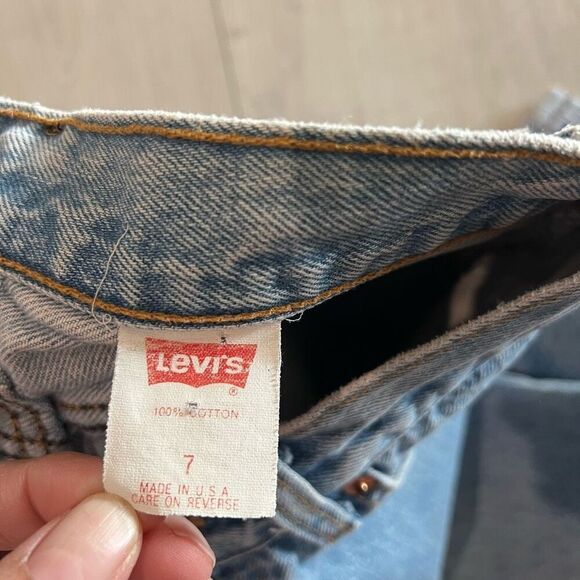 Levi's
®
100% COTTON
7
MADE IN U.S.A
CARE ON REVERSE